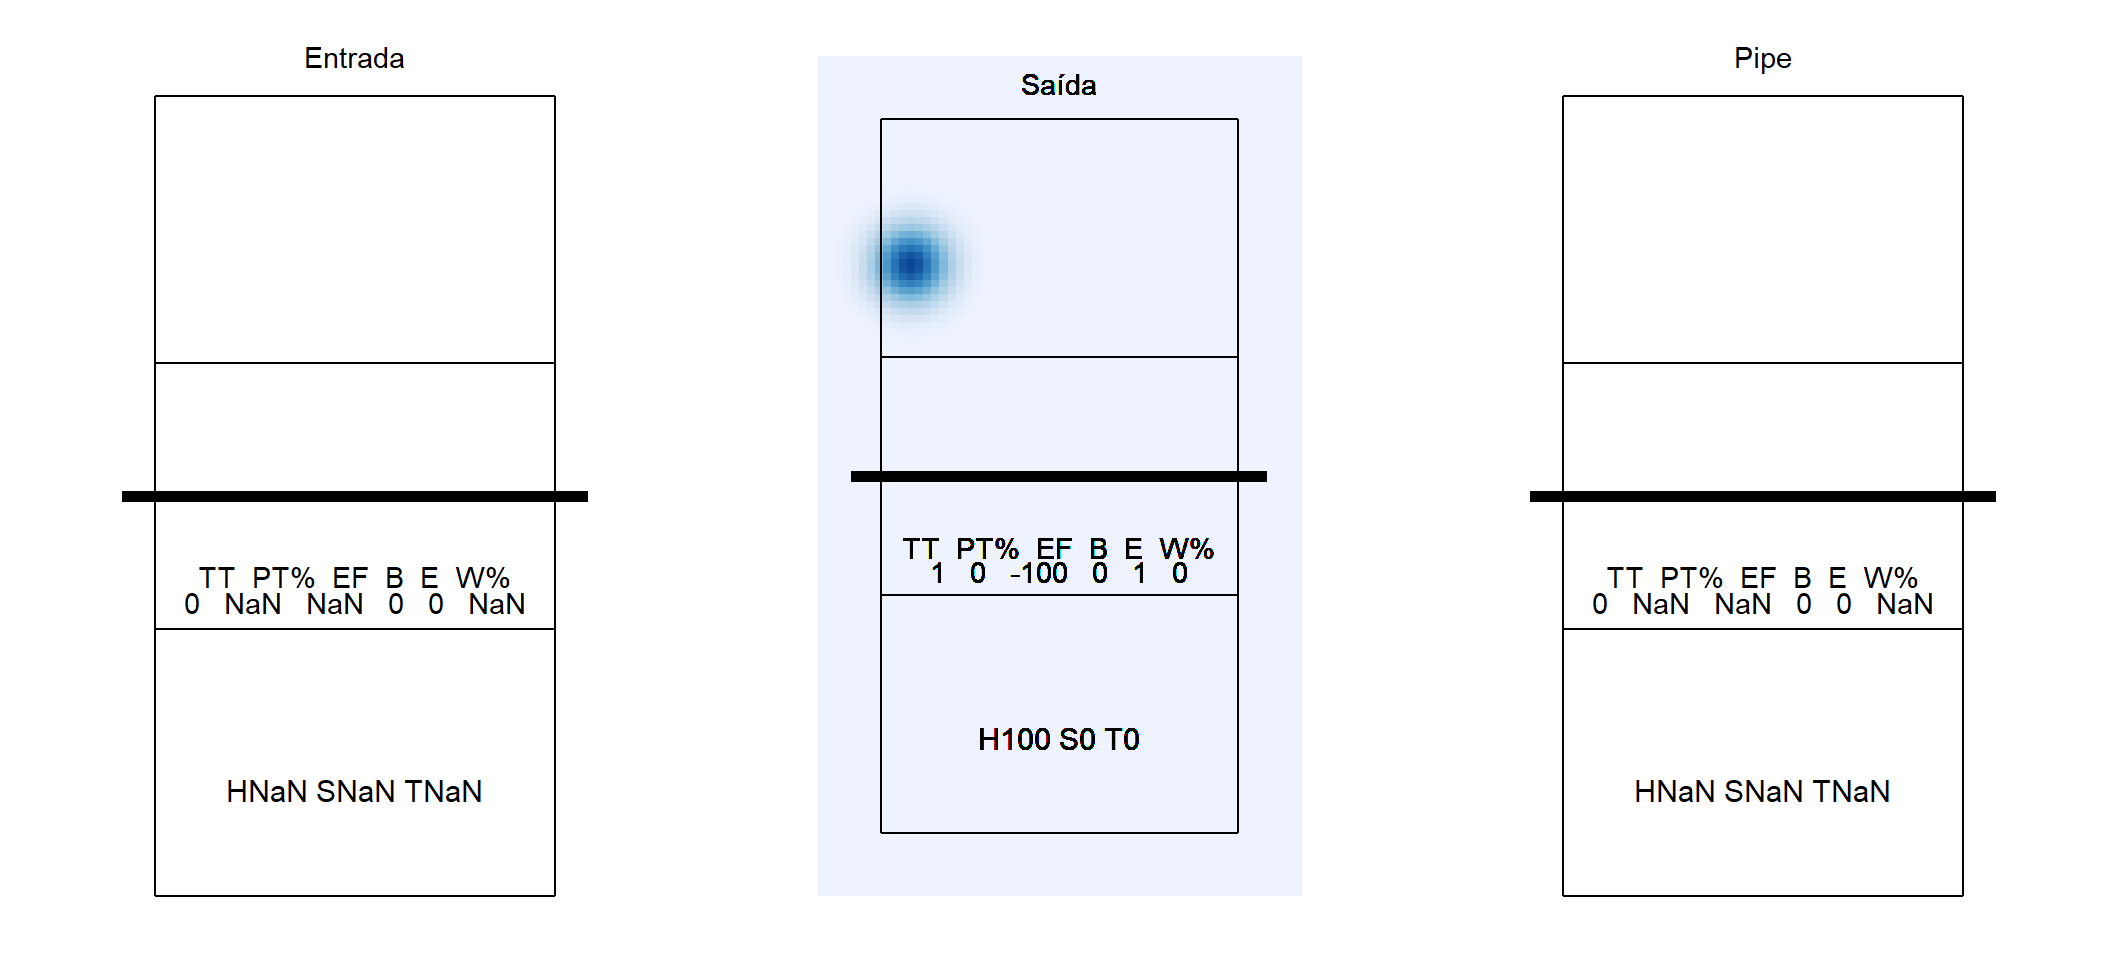 Entrada
TT PT% EF B E W%
0 NaN NaN 0 0 NaN
HNaN SNaN TNaN
Saída
TT PT% EF B E W%
1 0 -100 0 1 0
H100 S0 T0
Pipe
TT PT% EF B E W%
0 NaN NaN 0 0 NaN
HNaN SNaN TNaN